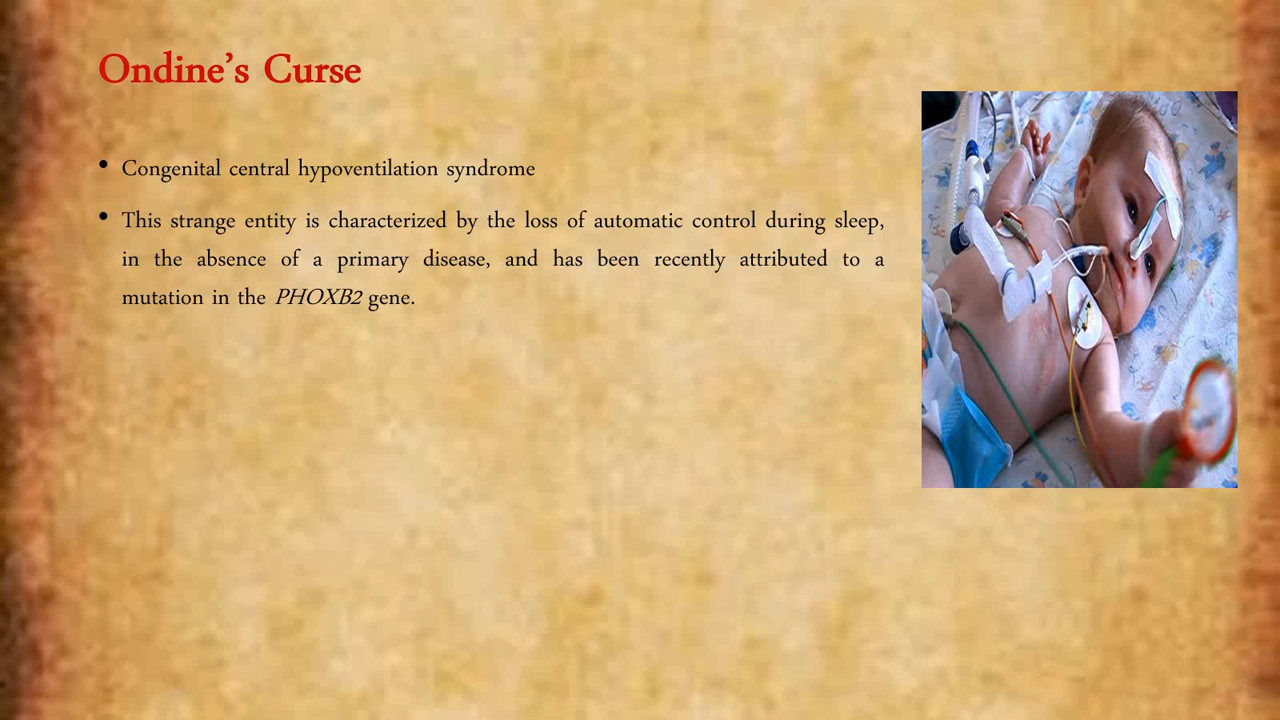 Ondine’s Curse
• Congenital central hypoventilation syndrome
• This strange entity is characterized by the loss of automatic control during sleep,
in the absence of a primary disease, and has been recently attributed to a
mutation in the PHOXB2 gene.